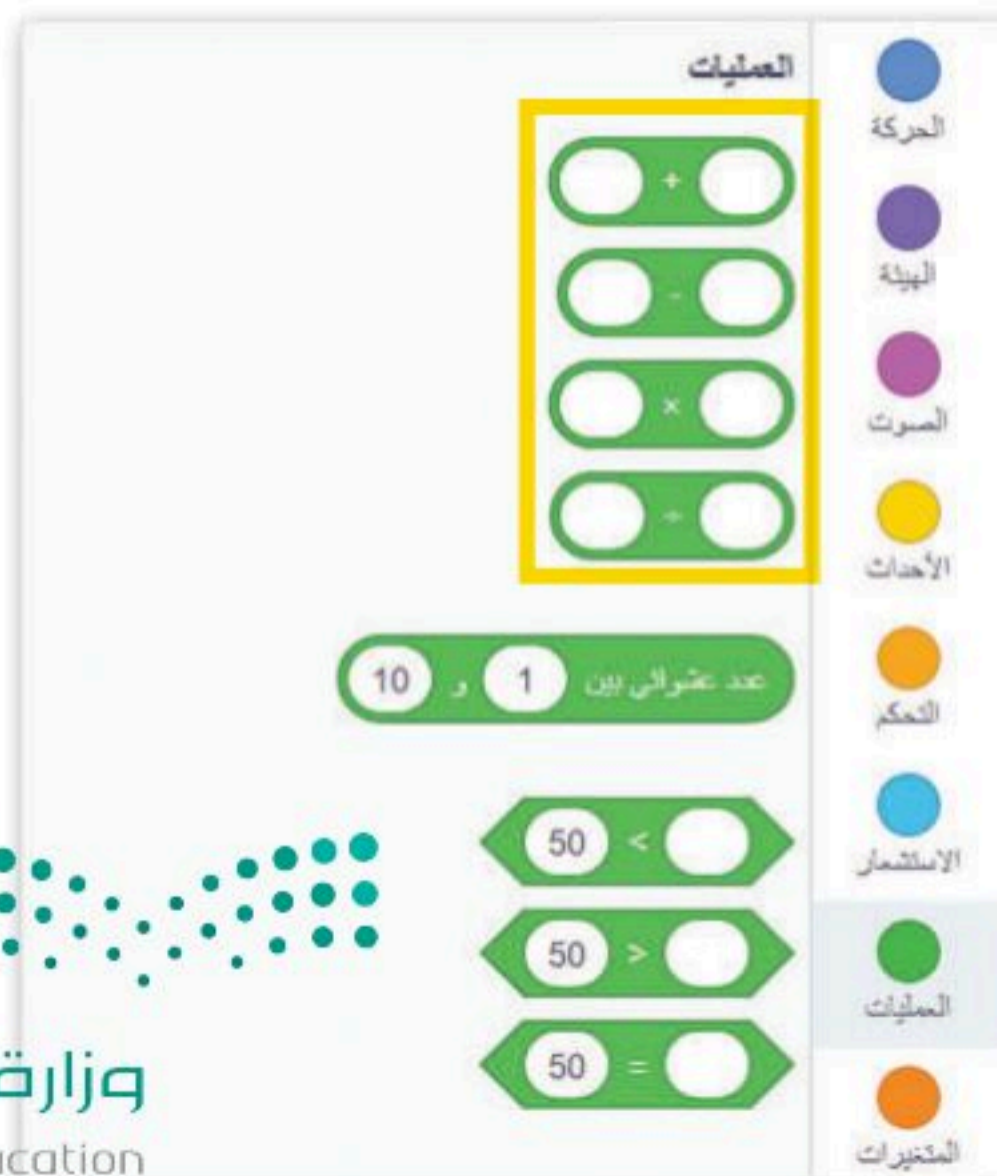 العمليات
+
-
×
÷
عدد عشوائي بين 1 و 10
< 50
> 50
= 50
الحركة
الهيئة
الصوت
الأحداث
التحكم
الاستشعار
العمليات
المتغيرات
وزارة
ucation